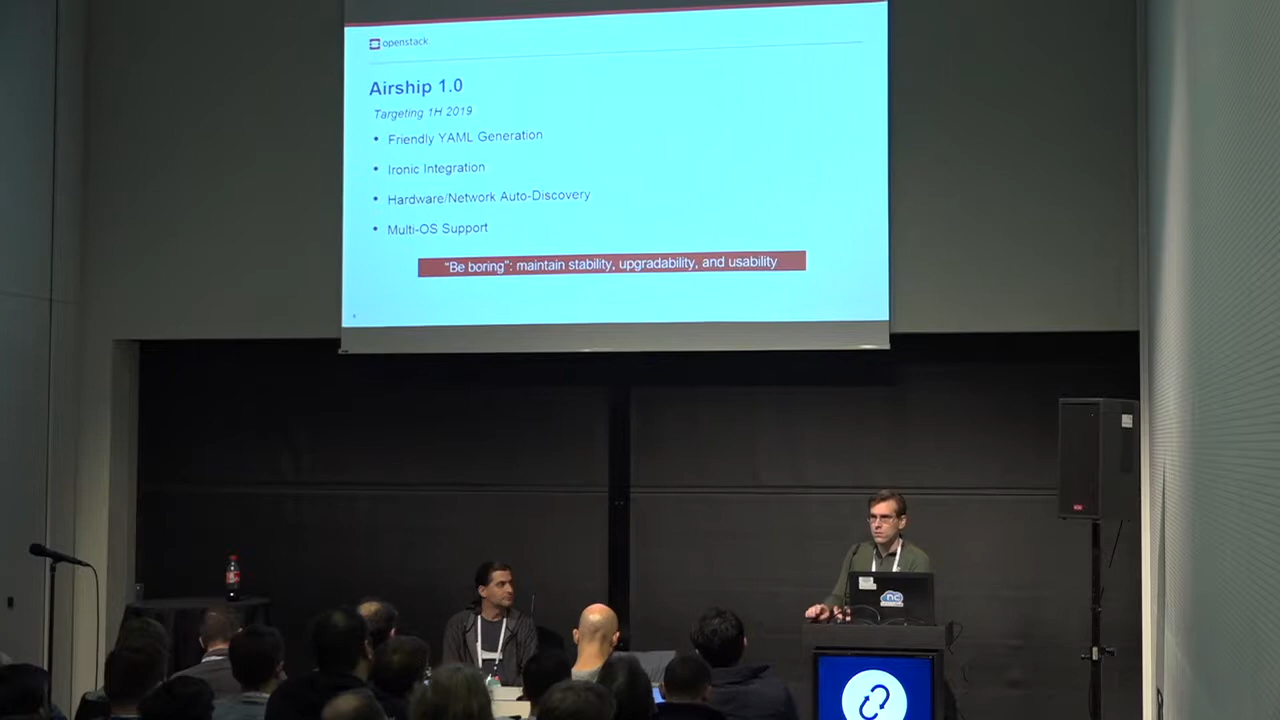 openstack.
Airship 1.0
Targeting 1H 2019
• Friendly YAML Generation
• Ironic Integration
• Hardware/Network Auto-Discovery
• Multi-OS Support
"Be boring": maintain stability, upgradability, and usability
nc